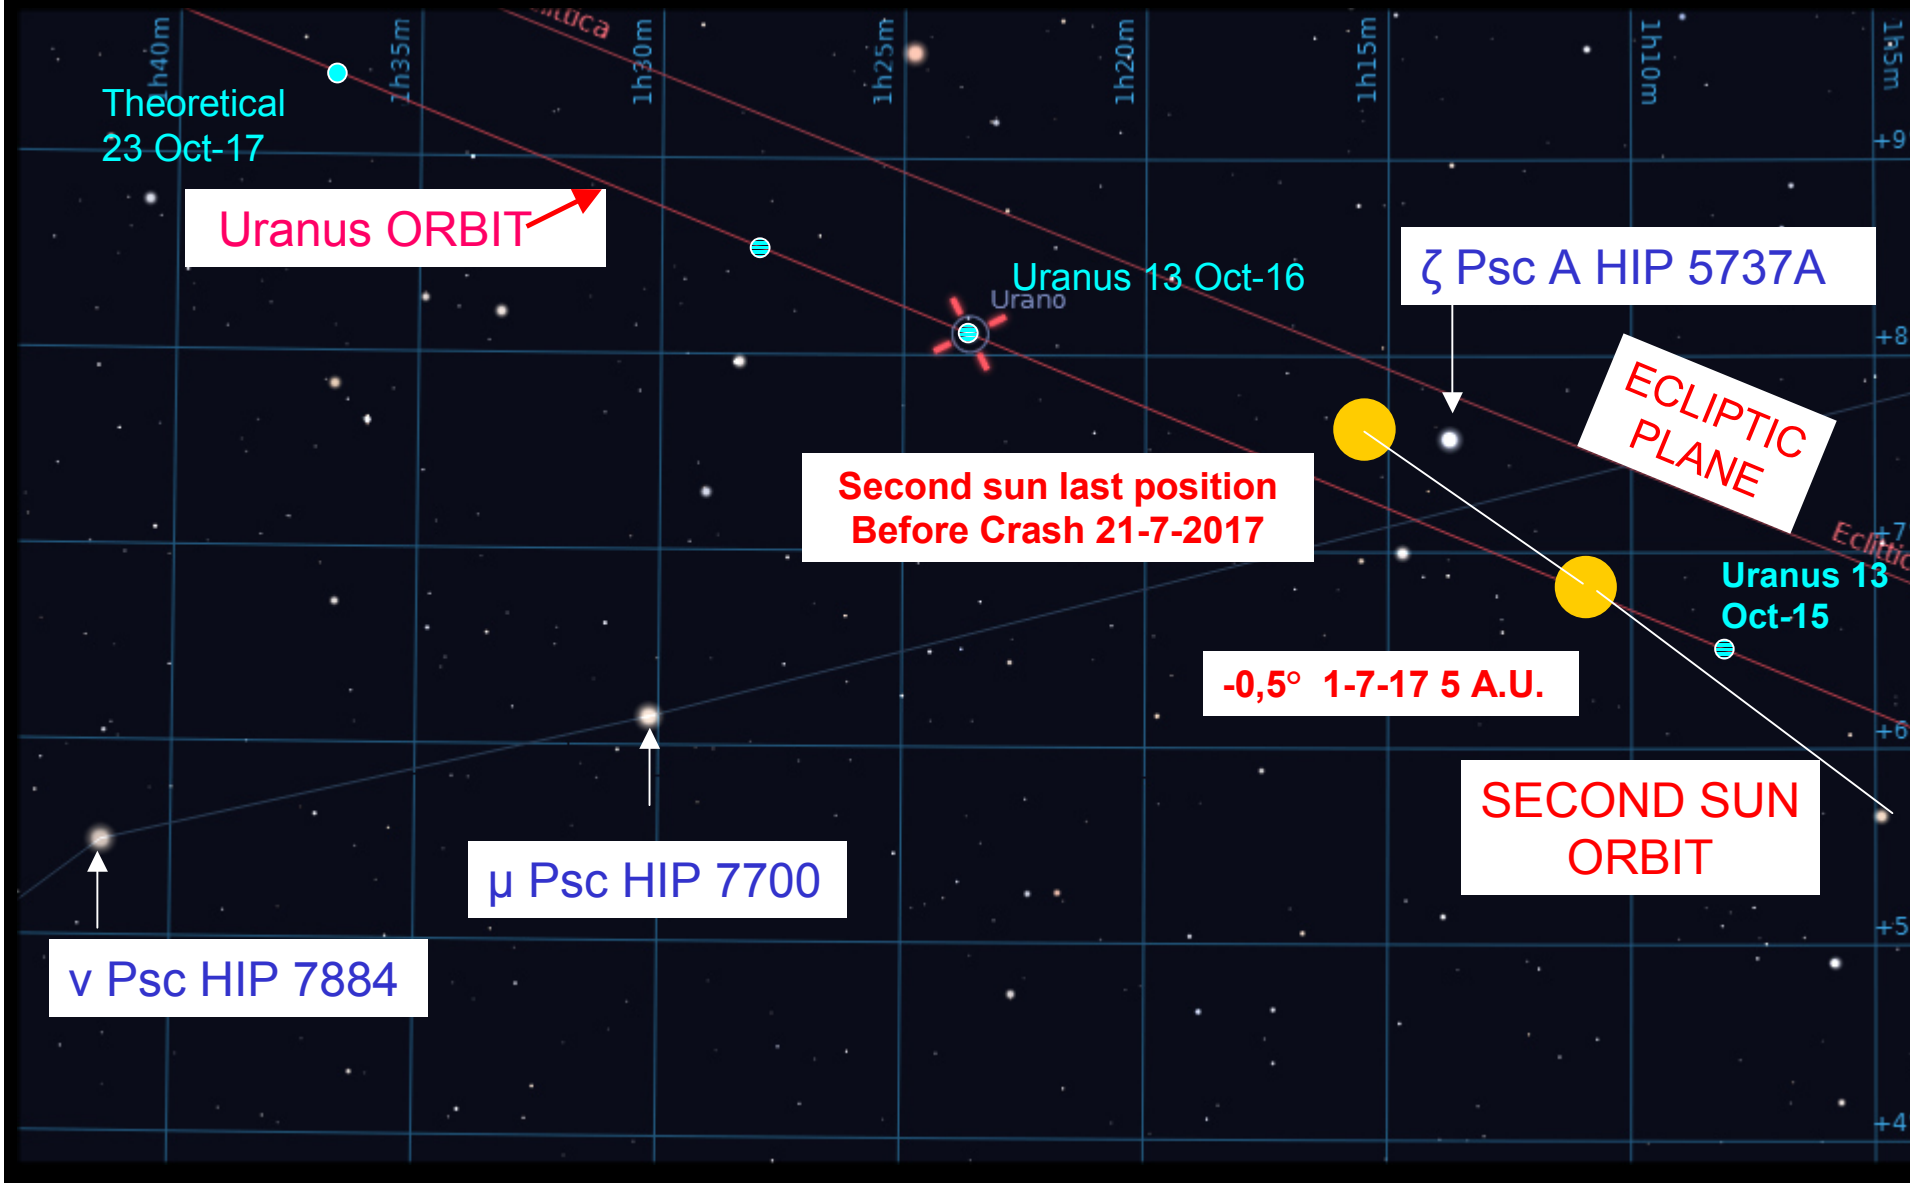 1h40m
1h35m
1h30m
1h25m
1h20m
1h15m
1h10m
1h5m
Theoretical
23 Oct-17
+9
Uranus ORBIT
Uranus 13 Oct-16
Urano
ζ Psc A HIP 5737A
+8
ECLIPTIC
PLANE
Second sun last position
Before Crash 21-7-2017
+7
Uranus 13
Oct-15
-0,5° 1-7-17 5 A.U.
+6
SECOND SUN
ORBIT
μ Psc HIP 7700
+5
ν Psc HIP 7884
+4